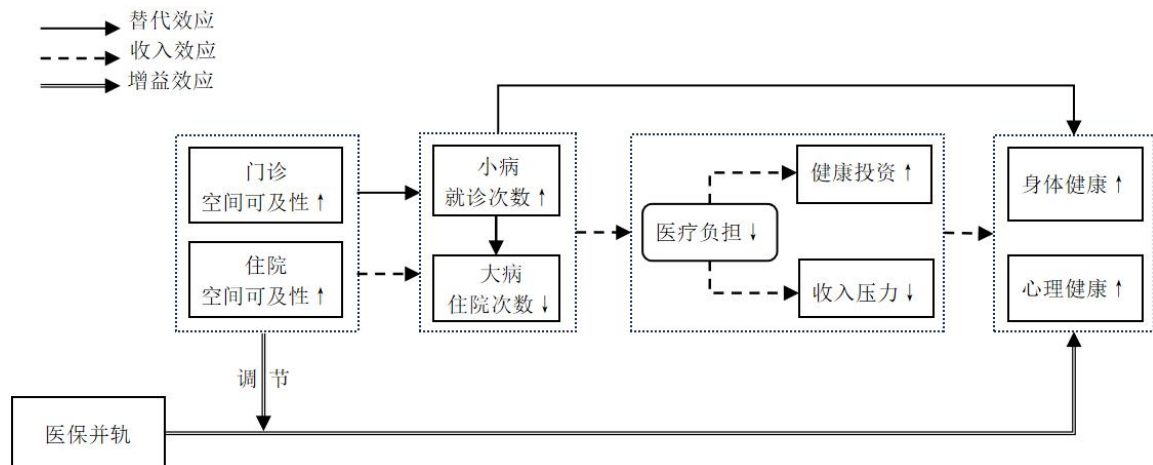 替代效应
收入效应
增益效应
门诊
空间可及性↑
住院
空间可及性↑
小病
就诊次数↑
大病
住院次数↓
医疗负担↓
健康投资↑
收入压力↓
身体健康↑
心理健康↑
调 节
医保并轨